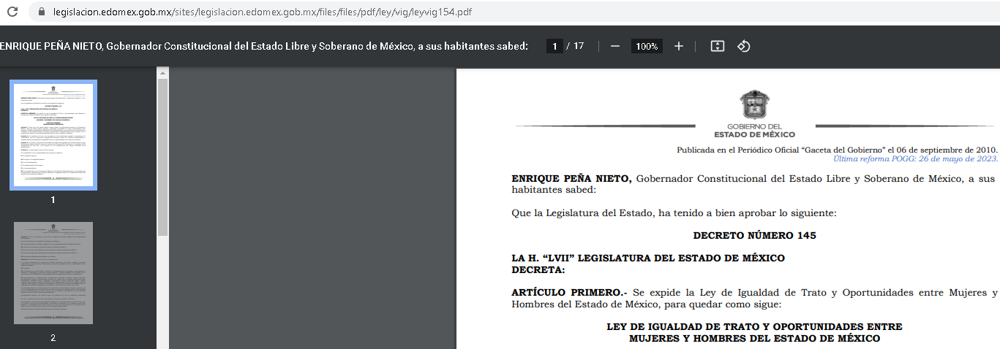 legislacion.edomex.gob.mx/sites/legislacion.edomex.gob.mx/files/files/pdf/ley/vig/leyvig154.pdf
ENRIQUE PEÑA NIETO, Gobernador Constitucional del Estado Libre y Soberano de México, a sus habitantes sabed:
1 / 17
100%
1
2
GOBIERNO DEL
ESTADO DE MÉXICO
Publicada en el Periódico Oficial “Gaceta del Gobierno” el 06 de septiembre de 2010.
Última reforma POGG: 26 de mayo de 2023.
ENRIQUE PEÑA NIETO, Gobernador Constitucional del Estado Libre y Soberano de México, a sus
habitantes sabed:
Que la Legislatura del Estado, ha tenido a bien aprobar lo siguiente:
DECRETO NÚMERO 145
LA H. “LVII” LEGISLATURA DEL ESTADO DE MÉXICO
DECRETA:
ARTÍCULO PRIMERO.- Se expide la Ley de Igualdad de Trato y Oportunidades entre Mujeres y
Hombres del Estado de México, para quedar como sigue:
LEY DE IGUALDAD DE TRATO Y OPORTUNIDADES ENTRE
MUJERES Y HOMBRES DEL ESTADO DE MÉXICO